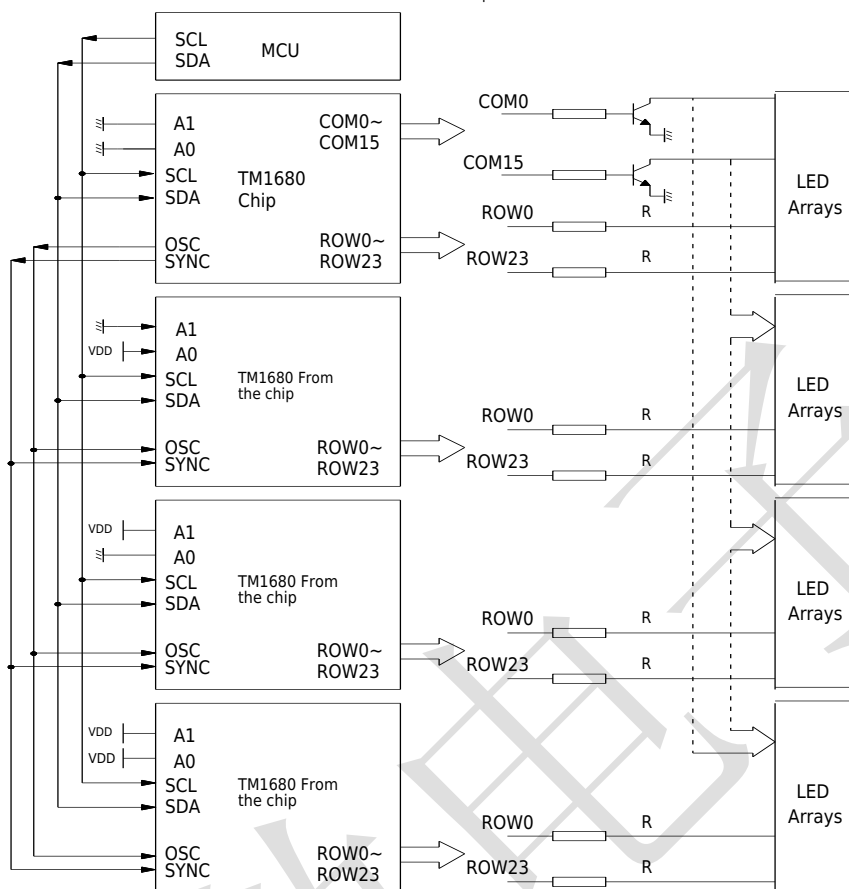 SCL
SDA
MCU
A1
A0
SCL
SDA
OSC
SYNC
TM1680
Chip
COM0~
COM15
ROW0~
ROW23
COM0
COM15
ROW0
R
ROW23
R
LED
Arrays
A1
VDD
A0
SCL
SDA
OSC
SYNC
TM1680 From
the chip
ROW0~
ROW23
ROW0
R
ROW23
R
LED
Arrays
VDD
A1
A0
SCL
SDA
OSC
SYNC
TM1680 From
the chip
ROW0~
ROW23
ROW0
R
ROW23
R
LED
Arrays
VDD
A1
VDD
A0
SCL
SDA
OSC
SYNC
TM1680 From
the chip
ROW0~
ROW23
ROW0
R
ROW23
R
LED
Arrays